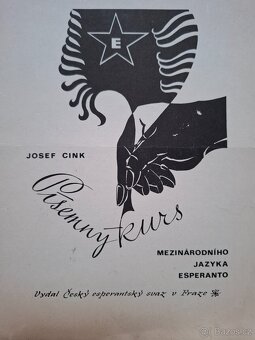 E
JOSEF CINK
Písemný kurs
MEZINÁRODNÍHO
JAZYKA
ESPERANTO
Vydal Český esperantský svaz v Praze